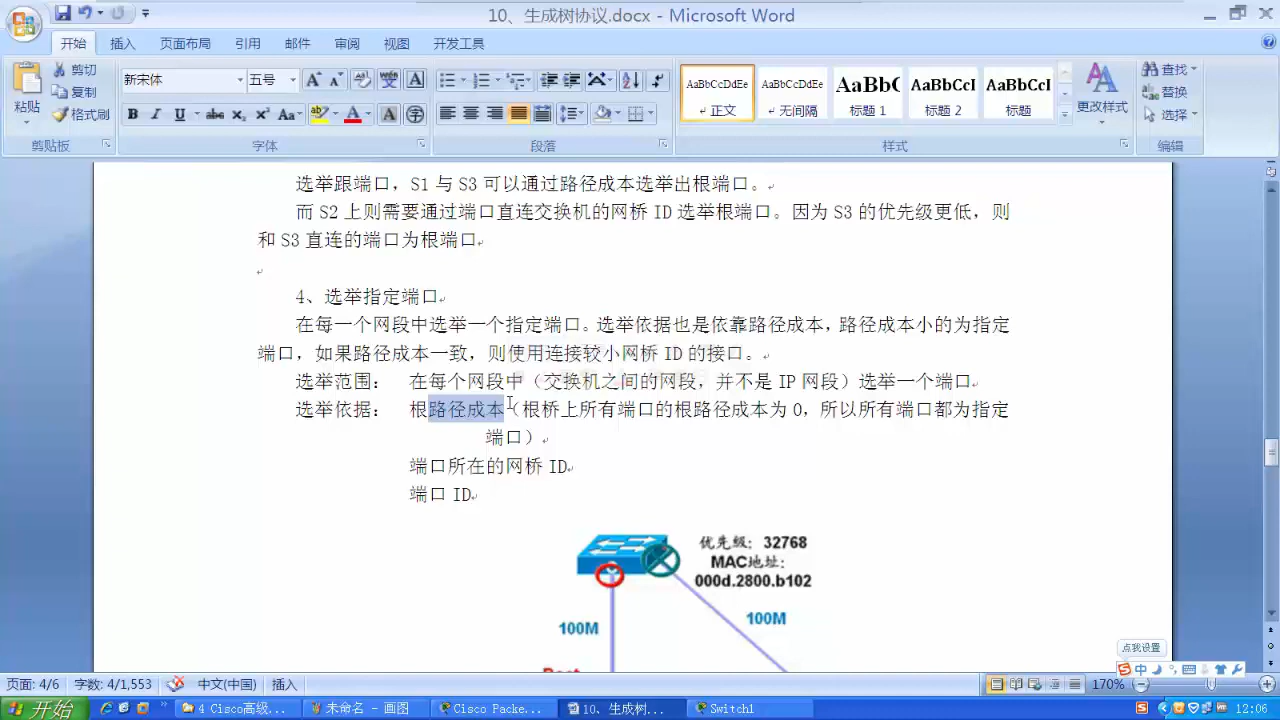 10、生成树协议.docx - Microsoft Word
开始 插入 页面布局 引用 邮件 审阅 视图 开发工具
剪切
复制
格式刷
粘贴
新宋体 五号
AaBbCcDdEe AaBbCcDdEe AaBbC AaBbCcI AaBbCcI
正文 无间隔 标题 1 标题 2 标题
更改样式
查找
替换
选择
剪贴板 字体 段落 样式 编辑
选举跟端口，S1 与 S3 可以通过路径成本选举出根端口。
而 S2 上则需要通过端口直连交换机的网桥 ID 选举根端口。因为 S3 的优先级更低，则
和 S3 直连的端口为根端口
4、选举指定端口
在每一个网段中选举一个指定端口。选举依据也是依靠路径成本，路径成本小的为指定
端口，如果路径成本一致，则使用连接较小网桥 ID 的接口。
选举范围： 在每个网段中（交换机之间的网段，并不是 IP 网段）选举一个端口
选举依据： 根路径成本（根桥上所有端口的根路径成本为 0，所以所有端口都为指定
端口）
端口所在的网桥 ID
端口 ID
优先级：32768
MAC地址：
000d.2800.b102
100M
100M
点我设置
中
页面: 4/6 字数: 4/1,553 中文(中国) 插入 170%
开始 4 Cisco高级... 未命名 - 画图 Cisco Packe... 10、生成树... Switch1 12:06